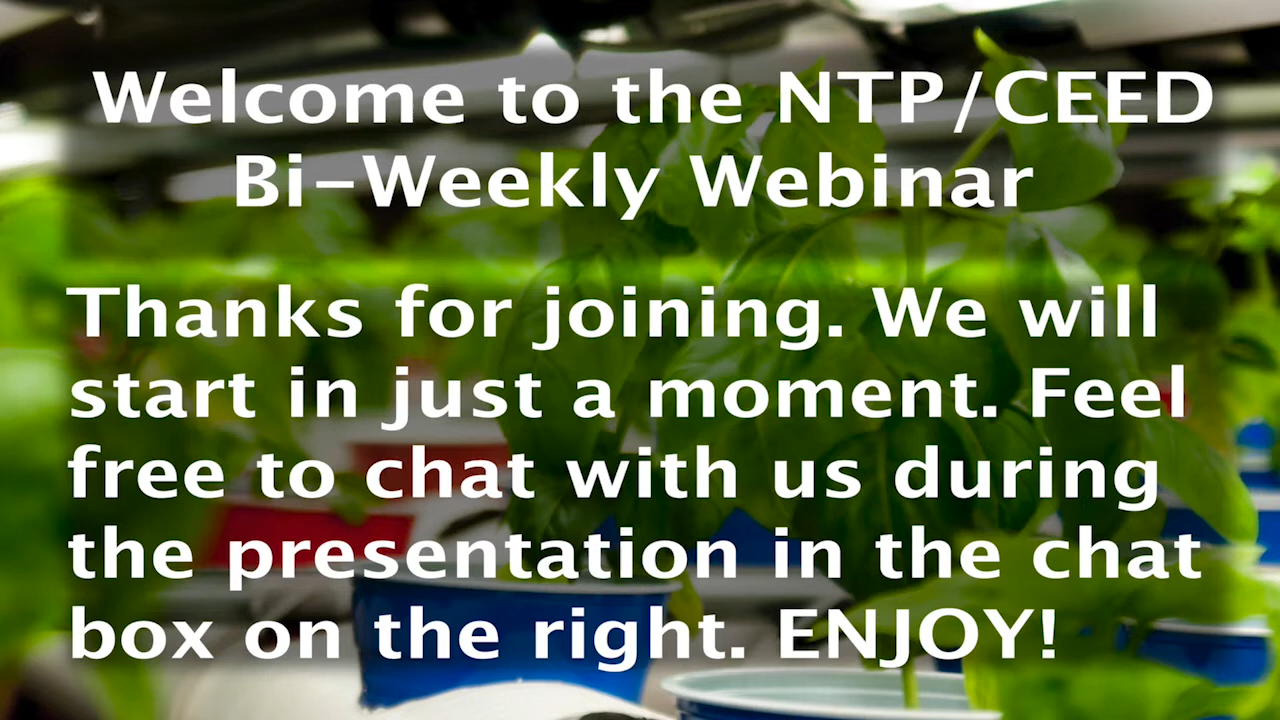 Welcome to the NTP/CEED
Bi-Weekly Webinar
Thanks for joining. We will
start in just a moment. Feel
free to chat with us during
the presentation in the chat
box on the right. ENJOY!